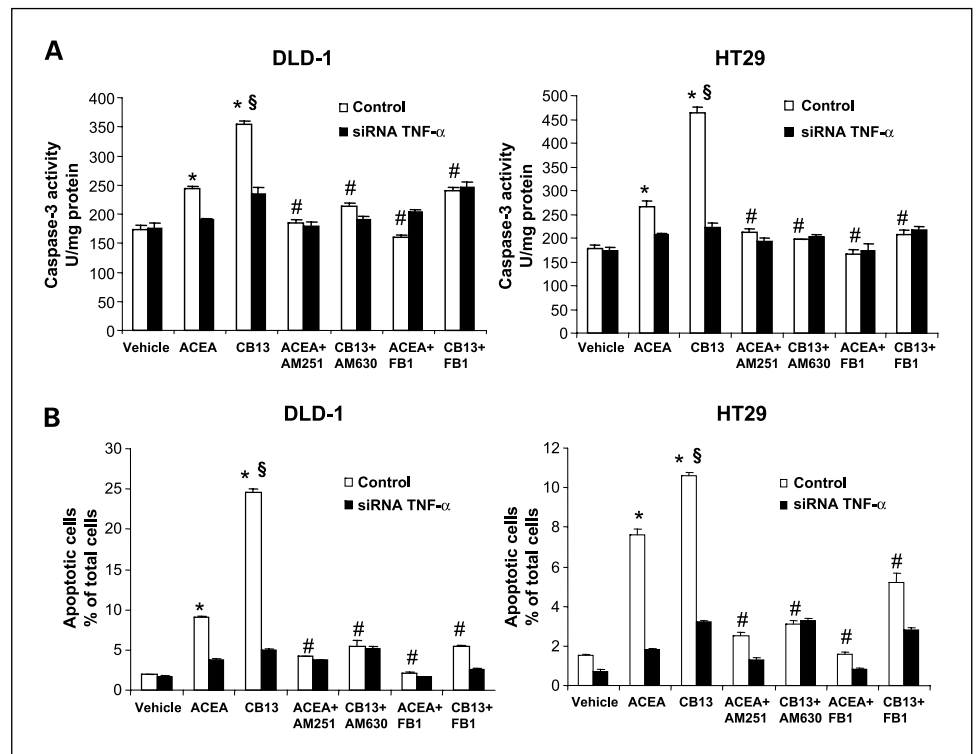 A
DLD-1
HT29
Caspase-3 activity
U/mg protein
400
350
300
250
200
150
100
50
0
* §
*
#
#
#
#
Control
siRNA TNF-α
Vehicle ACEA CB13 ACEA+ CB13+ ACEA+ CB13+
AM251 AM630 FB1 FB1
Caspase-3 activity
U/mg protein
500
450
400
350
300
250
200
150
100
50
0
* §
*
#
#
#
#
Control
siRNA TNF-α
Vehicle ACEA CB13 ACEA+ CB13+ ACEA+ CB13+
AM251 AM630 FB1 FB1
B
DLD-1
HT29
Apoptotic cells
% of total cells
30
25
20
15
10
5
0
* §
*
#
#
#
#
Control
siRNA TNF-α
Vehicle ACEA CB13 ACEA+ CB13+ ACEA+ CB13+
AM251 AM630 FB1 FB1
Apoptotic cells
% of total cells
12
10
8
6
4
2
0
* §
*
#
#
#
#
Control
siRNA TNF-α
Vehicle ACEA CB13 ACEA+ CB13+ ACEA+ CB13+
AM251 AM630 FB1 FB1